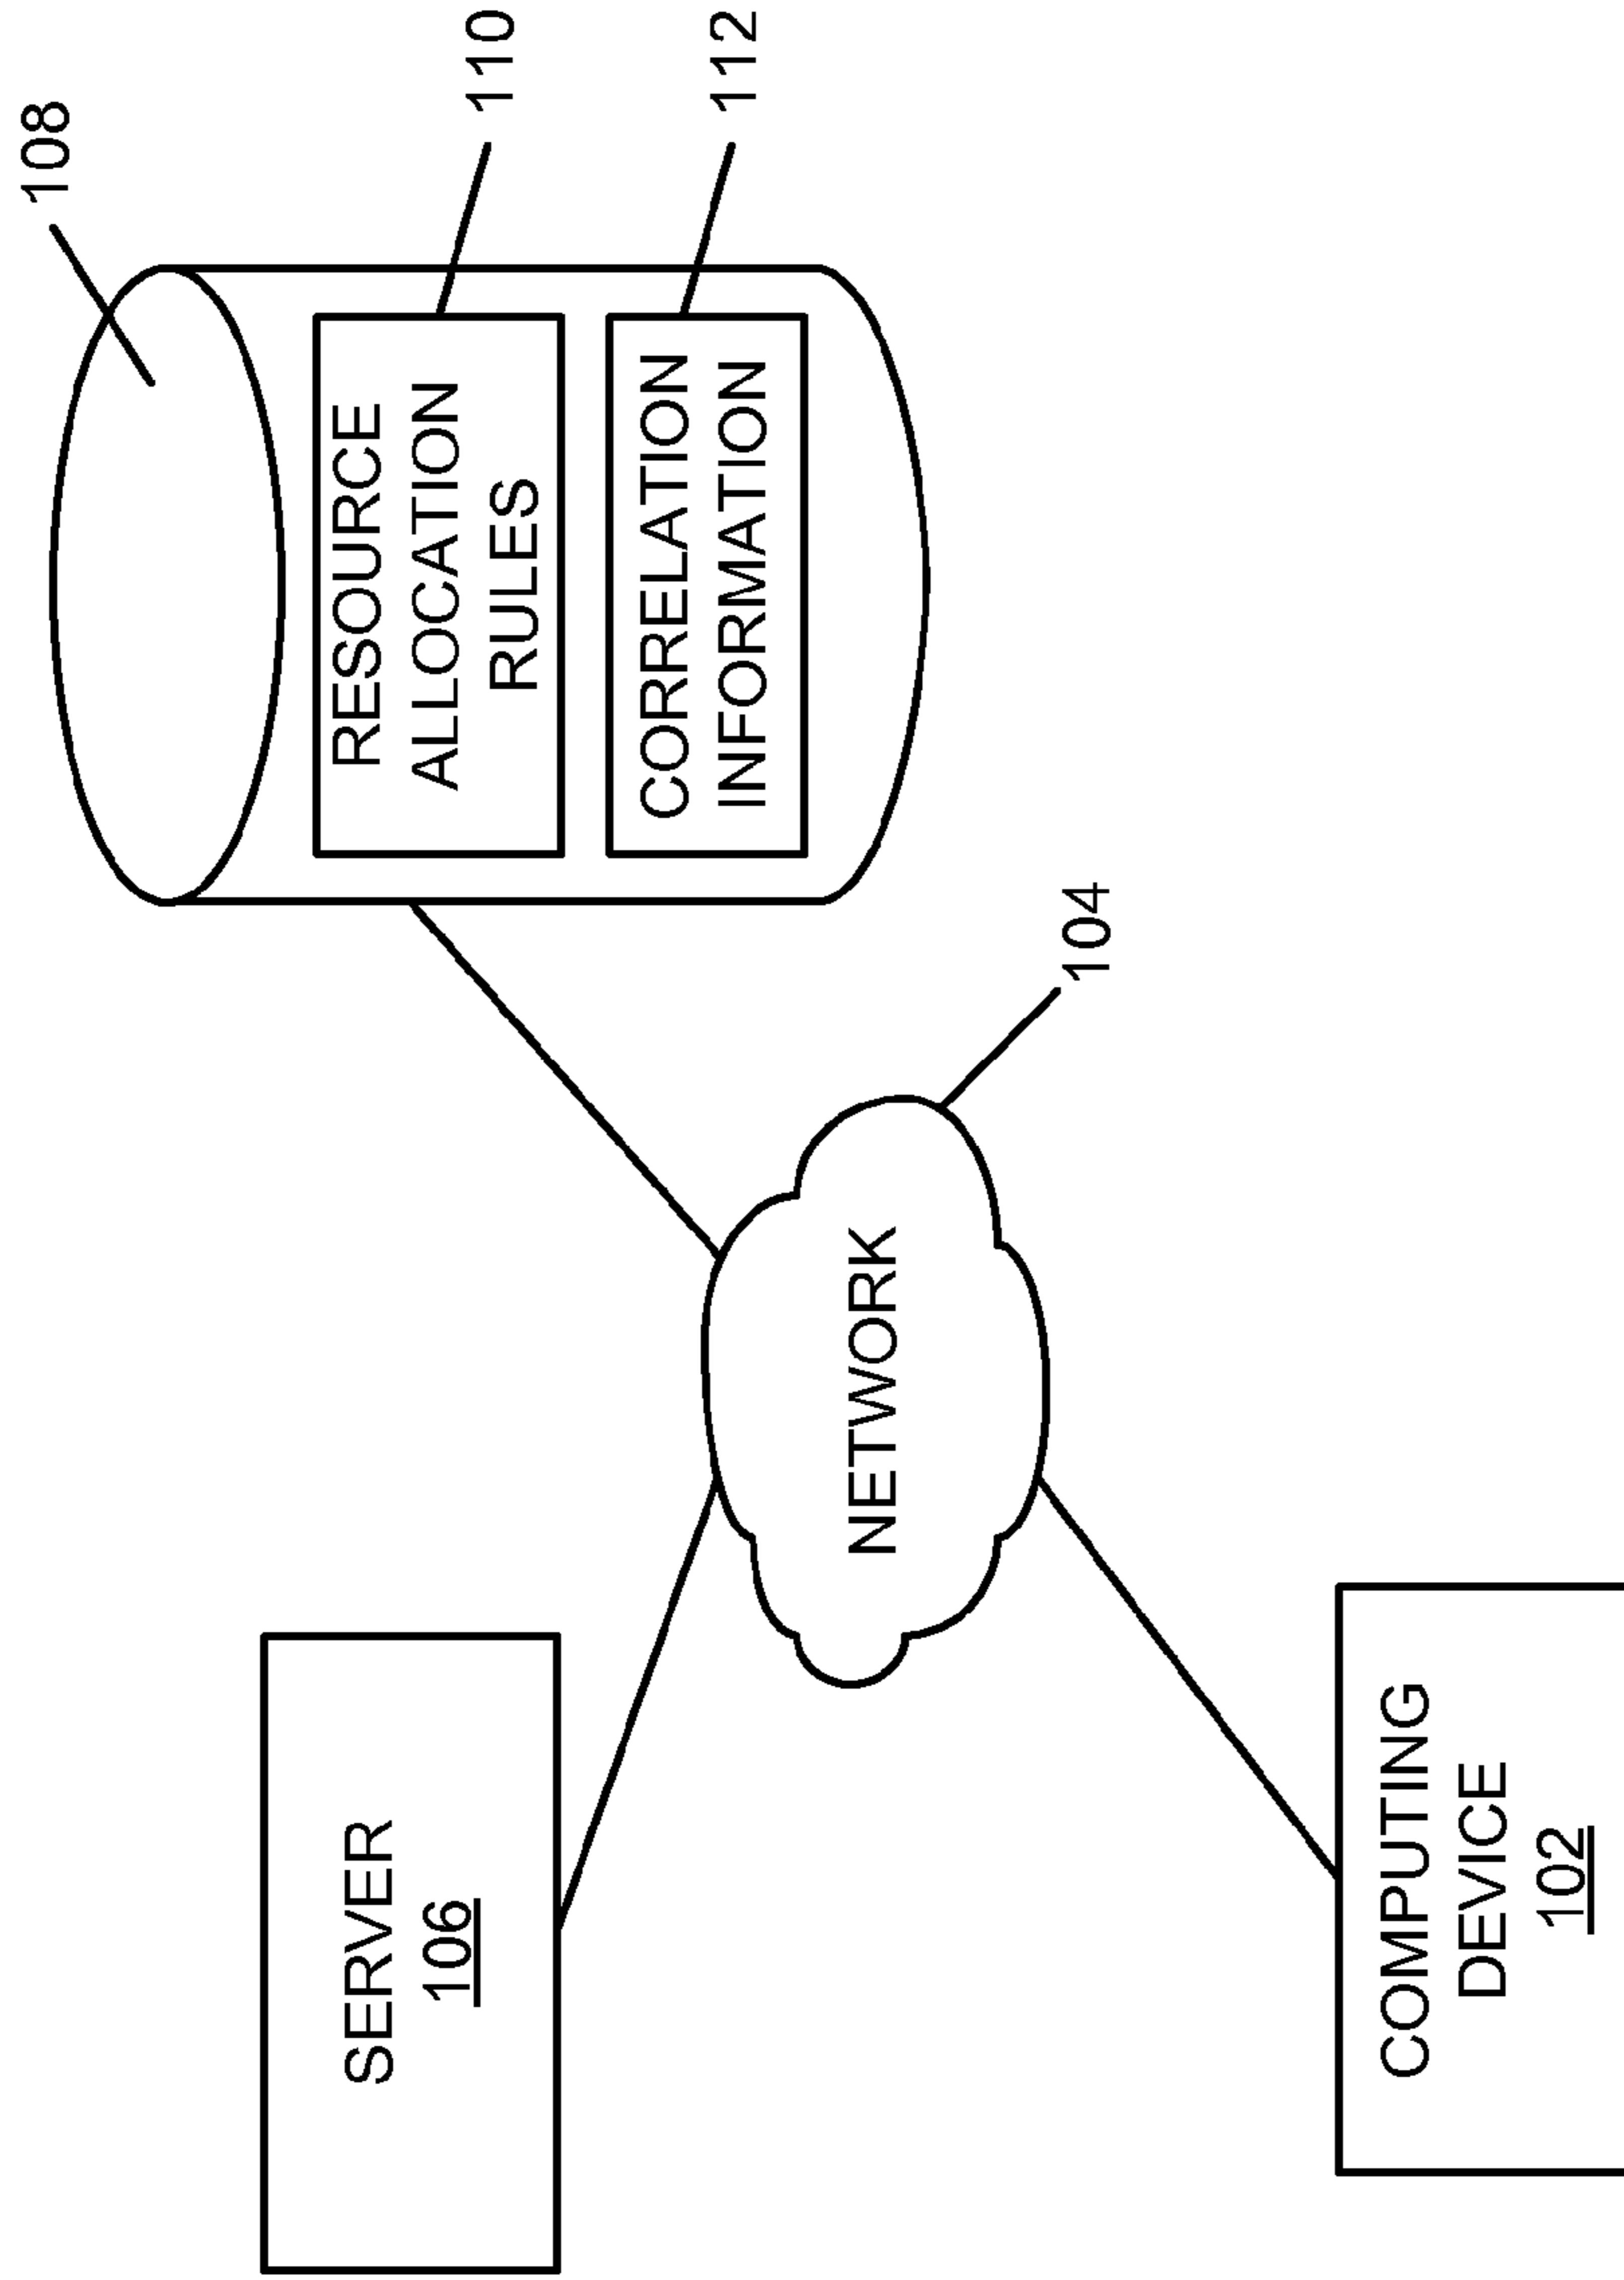 108
RESOURCE
ALLOCATION
RULES
110
CORRELATION
INFORMATION
112
SERVER
106
NETWORK
104
COMPUTING
DEVICE
102